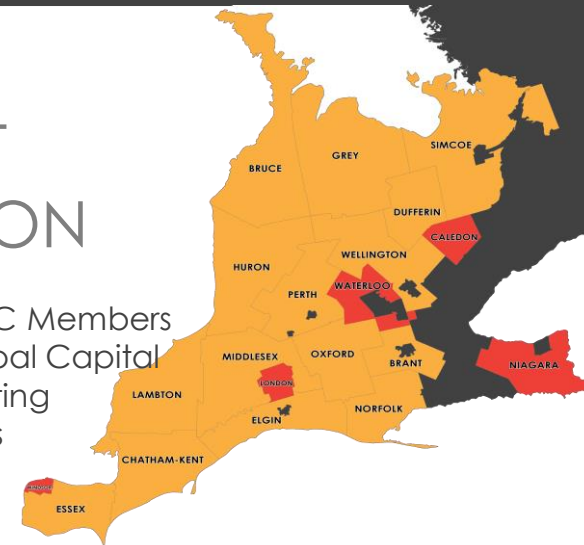 ON
C Members
bal Capital
ing
s
SIMCOE
GREY
BRUCE
DUFFERIN
CALEDON
WELLINGTON
HURON
WATERLOO
PERTH
MIDDLESEX
OXFORD
BRANT
NIAGARA
LONDON
LAMBTON
NORFOLK
ELGIN
CHATHAM-KENT
ESSEX